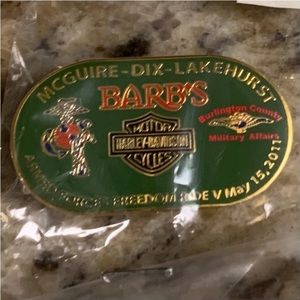 McGUIRE-DIX-LAKEHURST
BARB'S
MOTOR
HARLEY-DAVIDSON
CYCLES
Burlington County
Military Affairs
ARMED FORCES FREEDOM RIDE V May 15, 2011